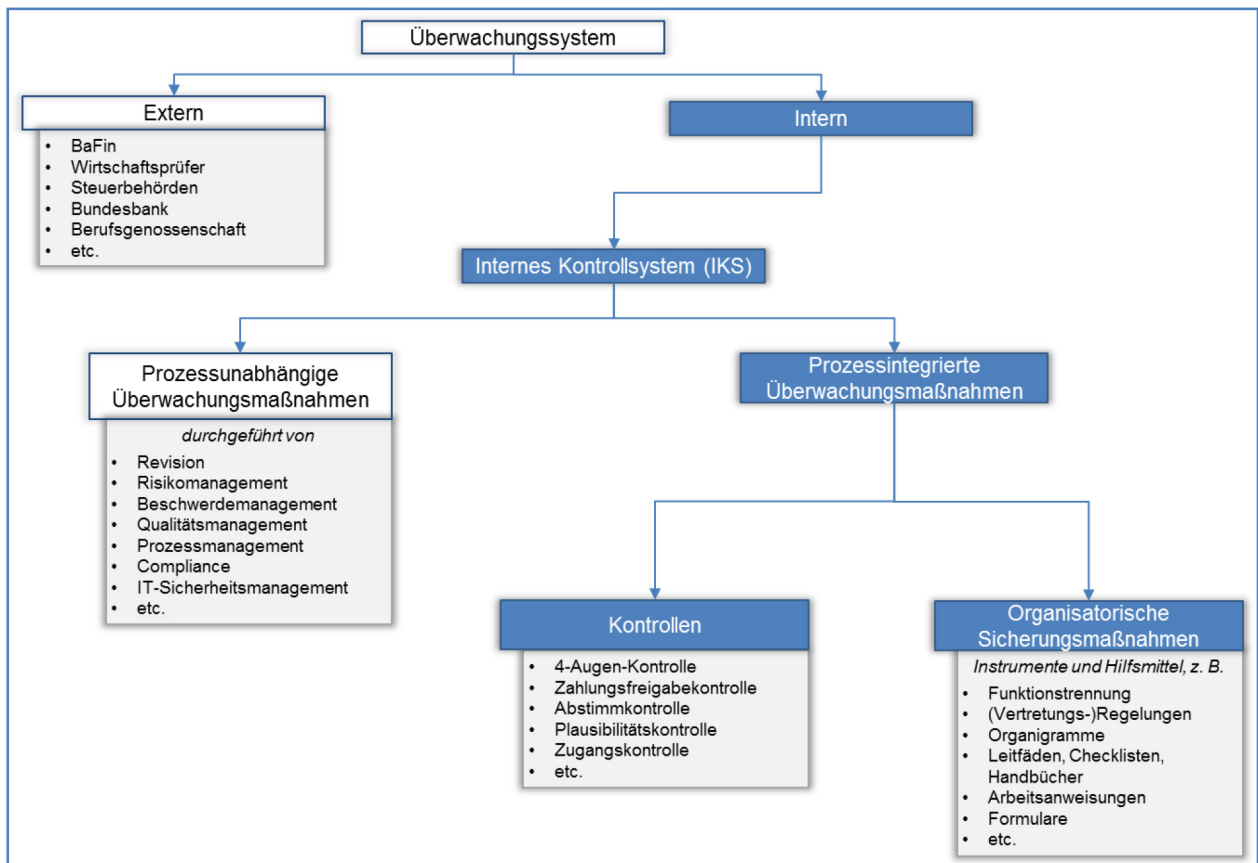 Überwachungssystem
Extern
• BaFin
• Wirtschaftsprüfer
• Steuerbehörden
• Bundesbank
• Berufsgenossenschaft
• etc.
Intern
Internes Kontrollsystem (IKS)
Prozessunabhängige
Überwachungsmaßnahmen
durchgeführt von
• Revision
• Risikomanagement
• Beschwerdemanagement
• Qualitätsmanagement
• Prozessmanagement
• Compliance
• IT-Sicherheitsmanagement
• etc.
Prozessintegrierte
Überwachungsmaßnahmen
Kontrollen
• 4-Augen-Kontrolle
• Zahlungsfreigabekontrolle
• Abstimmkontrolle
• Plausibilitätskontrolle
• Zugangskontrolle
• etc.
Organisatorische
Sicherungsmaßnahmen
Instrumente und Hilfsmittel, z. B.
• Funktionstrennung
• (Vertretungs-)Regelungen
• Organigramme
• Leitfäden, Checklisten,
Handbücher
• Arbeitsanweisungen
• Formulare
• etc.